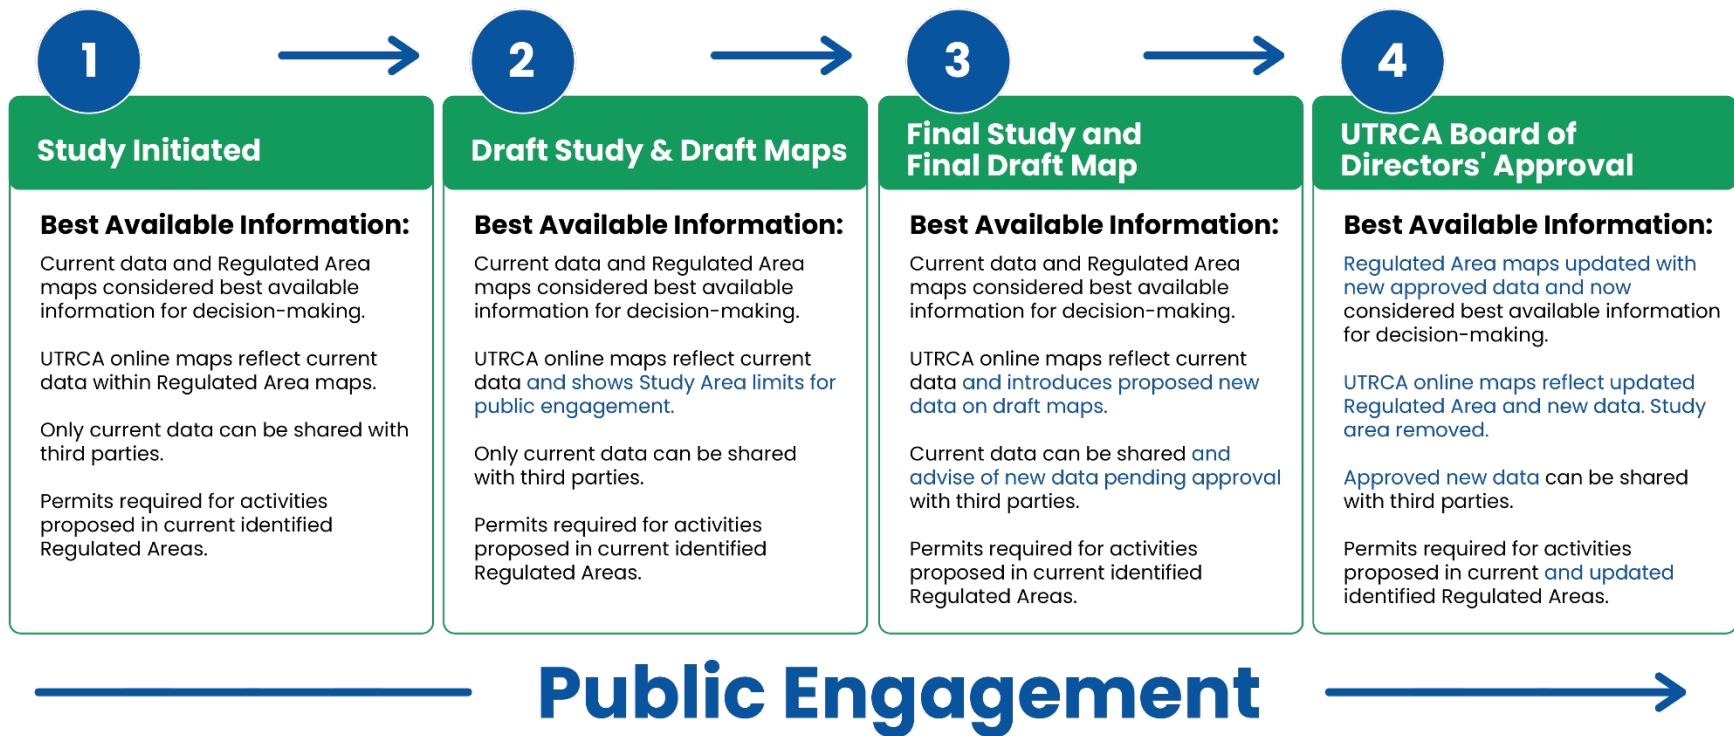 1
Study Initiated
Best Available Information:
Current data and Regulated Area
maps considered best available
information for decision-making.
UTRCA online maps reflect current
data within Regulated Area maps.
Only current data can be shared with
third parties.
Permits required for activities
proposed in current identified
Regulated Areas.
2
Draft Study & Draft Maps
Best Available Information:
Current data and Regulated Area
maps considered best available
information for decision-making.
UTRCA online maps reflect current
data and shows Study Area limits for
public engagement.
Only current data can be shared
with third parties.
Permits required for activities
proposed in current identified
Regulated Areas.
3
Final Study and
Final Draft Map
Best Available Information:
Current data and Regulated Area
maps considered best available
information for decision-making.
UTRCA online maps reflect current
data and introduces proposed new
data on draft maps.
Current data can be shared and
advise of new data pending approval
with third parties.
Permits required for activities
proposed in current identified
Regulated Areas.
4
UTRCA Board of
Directors' Approval
Best Available Information:
Regulated Area maps updated with
new approved data and now
considered best available information
for decision-making.
UTRCA online maps reflect updated
Regulated Area and new data. Study
area removed.
Approved new data can be shared
with third parties.
Permits required for activities
proposed in current and updated
identified Regulated Areas.
Public Engagement